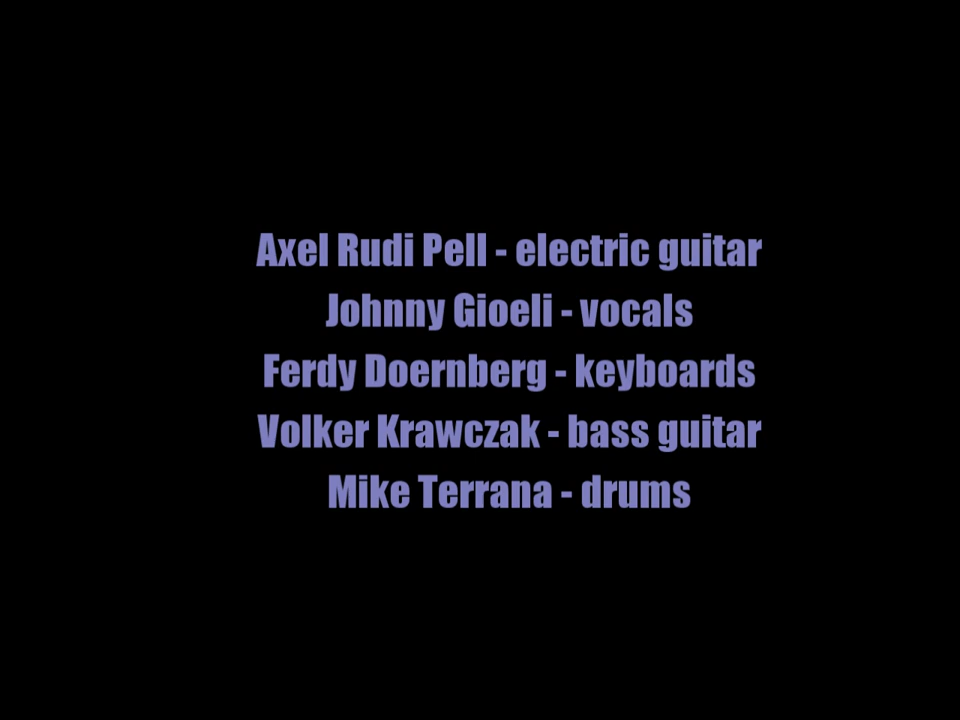 Axel Rudi Pell - electric guitar
Johnny Gioeli - vocals
Ferdy Doernberg - keyboards
Volker Krawczak - bass guitar
Mike Terrana - drums